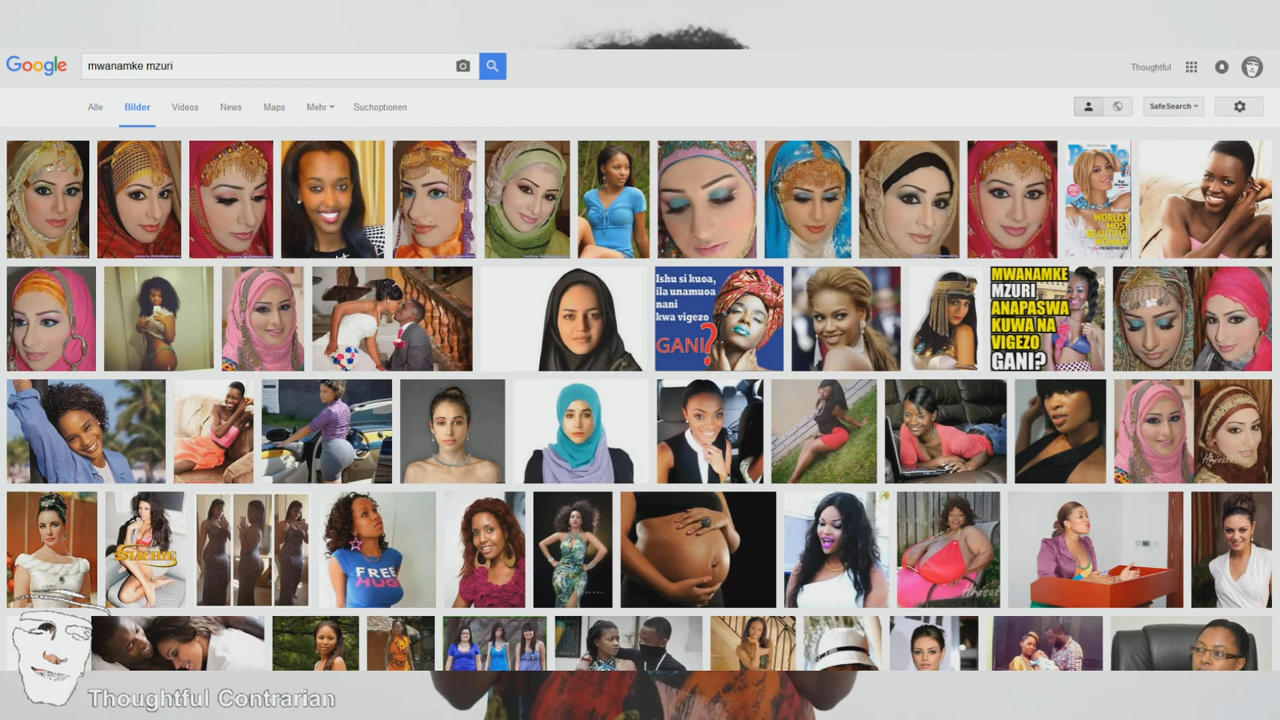 Google
mwanamke mzuri
Thoughtful
Alle Bilder Videos News Maps Mehr Suchoptionen
SafeSearch
WORLD'S
MOST
BEAUTIFUL
WOMAN!
Ishu si kuoa,
ila unamuoa
nani
kwa vigezo
GANI?
MWANAMKE
MZURI
ANAPASWA
KUWA NA
VIGEZO
GANI?
FREE
HUG
Thoughtful Contrarian